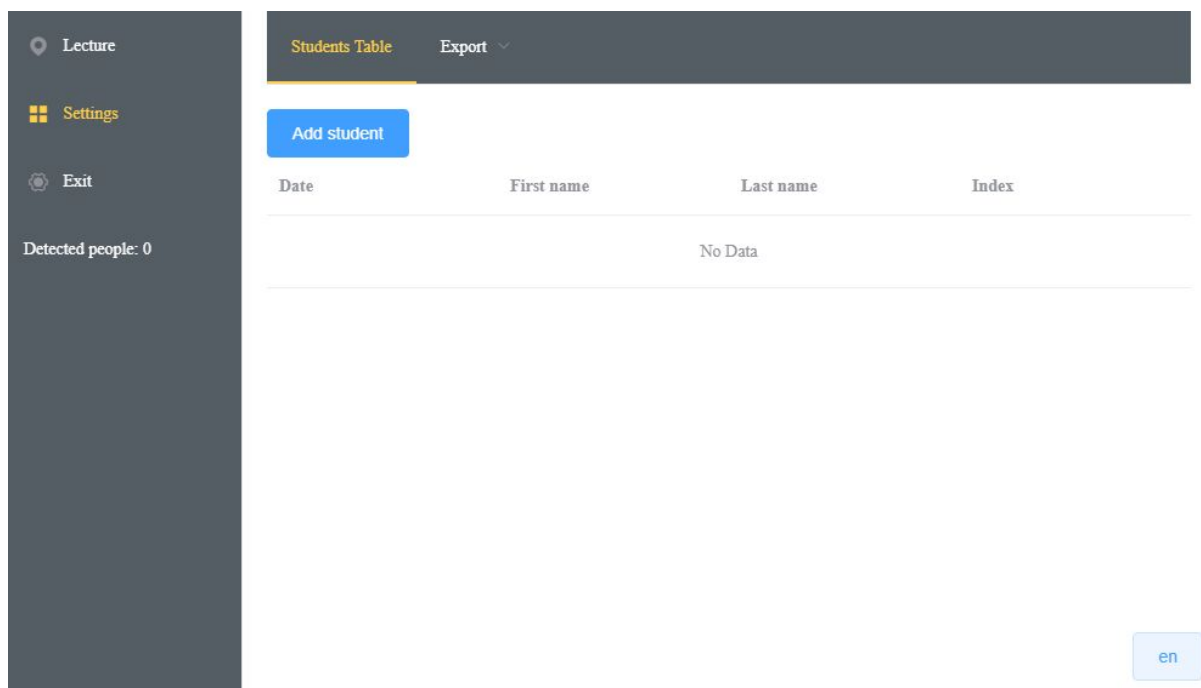 Lecture
Settings
Exit
Detected people: 0
Students Table Export
Add student
Date First name Last name Index
No Data
en